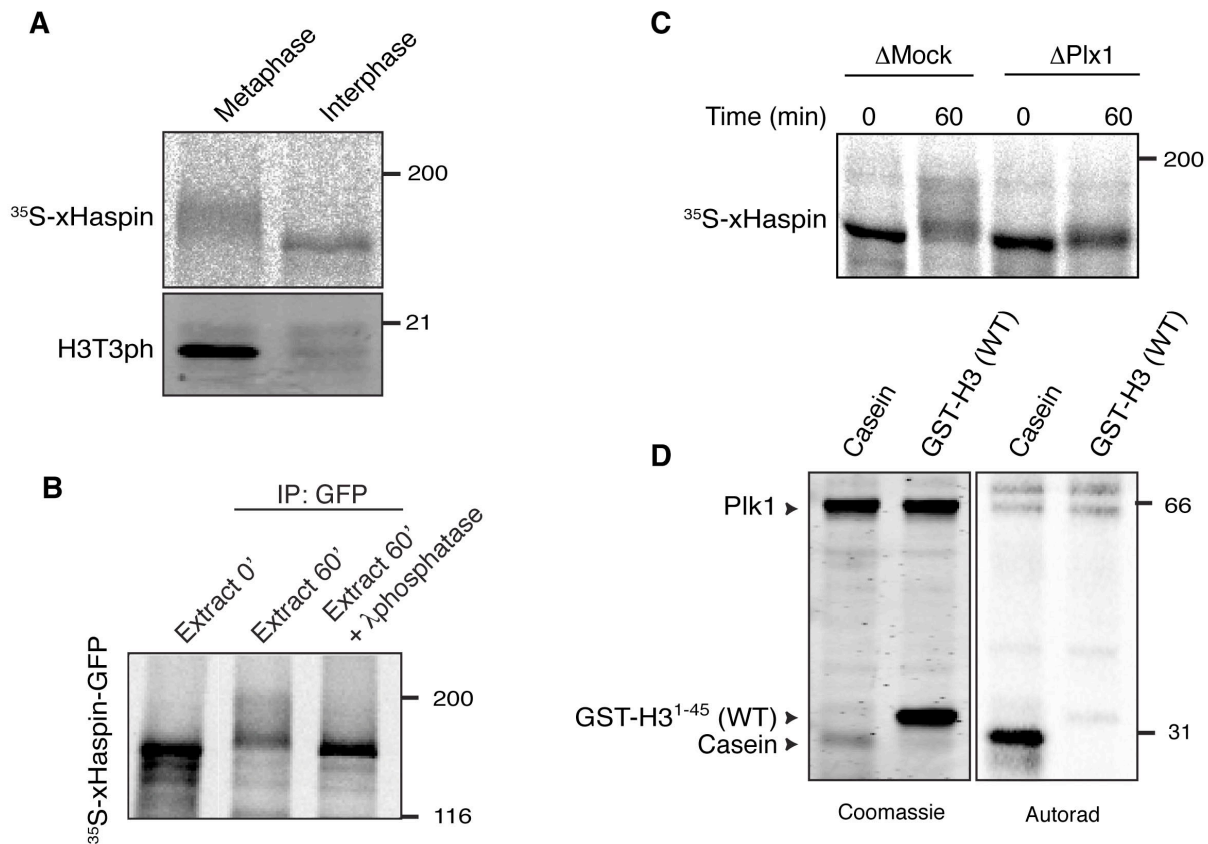 A
Metaphase
Interphase
200
³⁵S-xHaspin
21
H3T3ph
B
IP: GFP
Extract 0'
Extract 60'
Extract 60'
+ λphosphatase
³⁵S-xHaspin-GFP
200
116
C
ΔMock
ΔPlx1
Time (min) 0 60 0 60
200
³⁵S-xHaspin
D
Casein
GST-H3 (WT)
Casein
GST-H3 (WT)
Plk1
66
GST-H3¹⁻⁴⁵ (WT)
Casein
31
Coomassie
Autorad